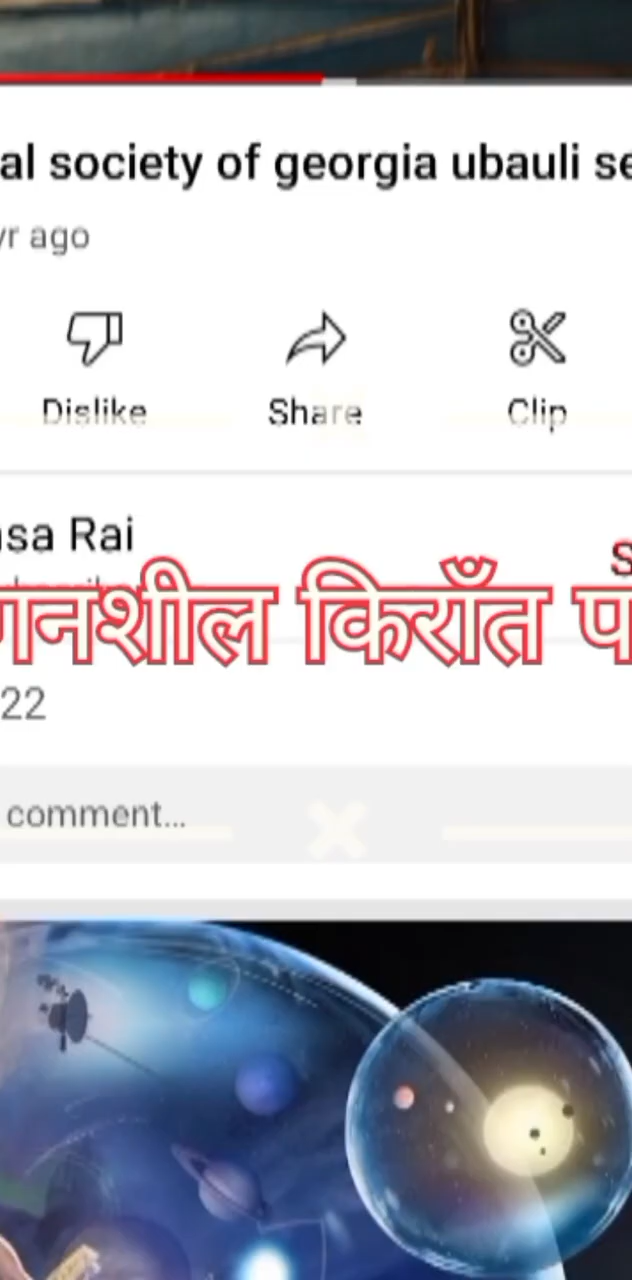 al society of georgia ubauli se
yr ago
Dislike Share Clip
sa Rai
गनशील किराँत प
22
comment...